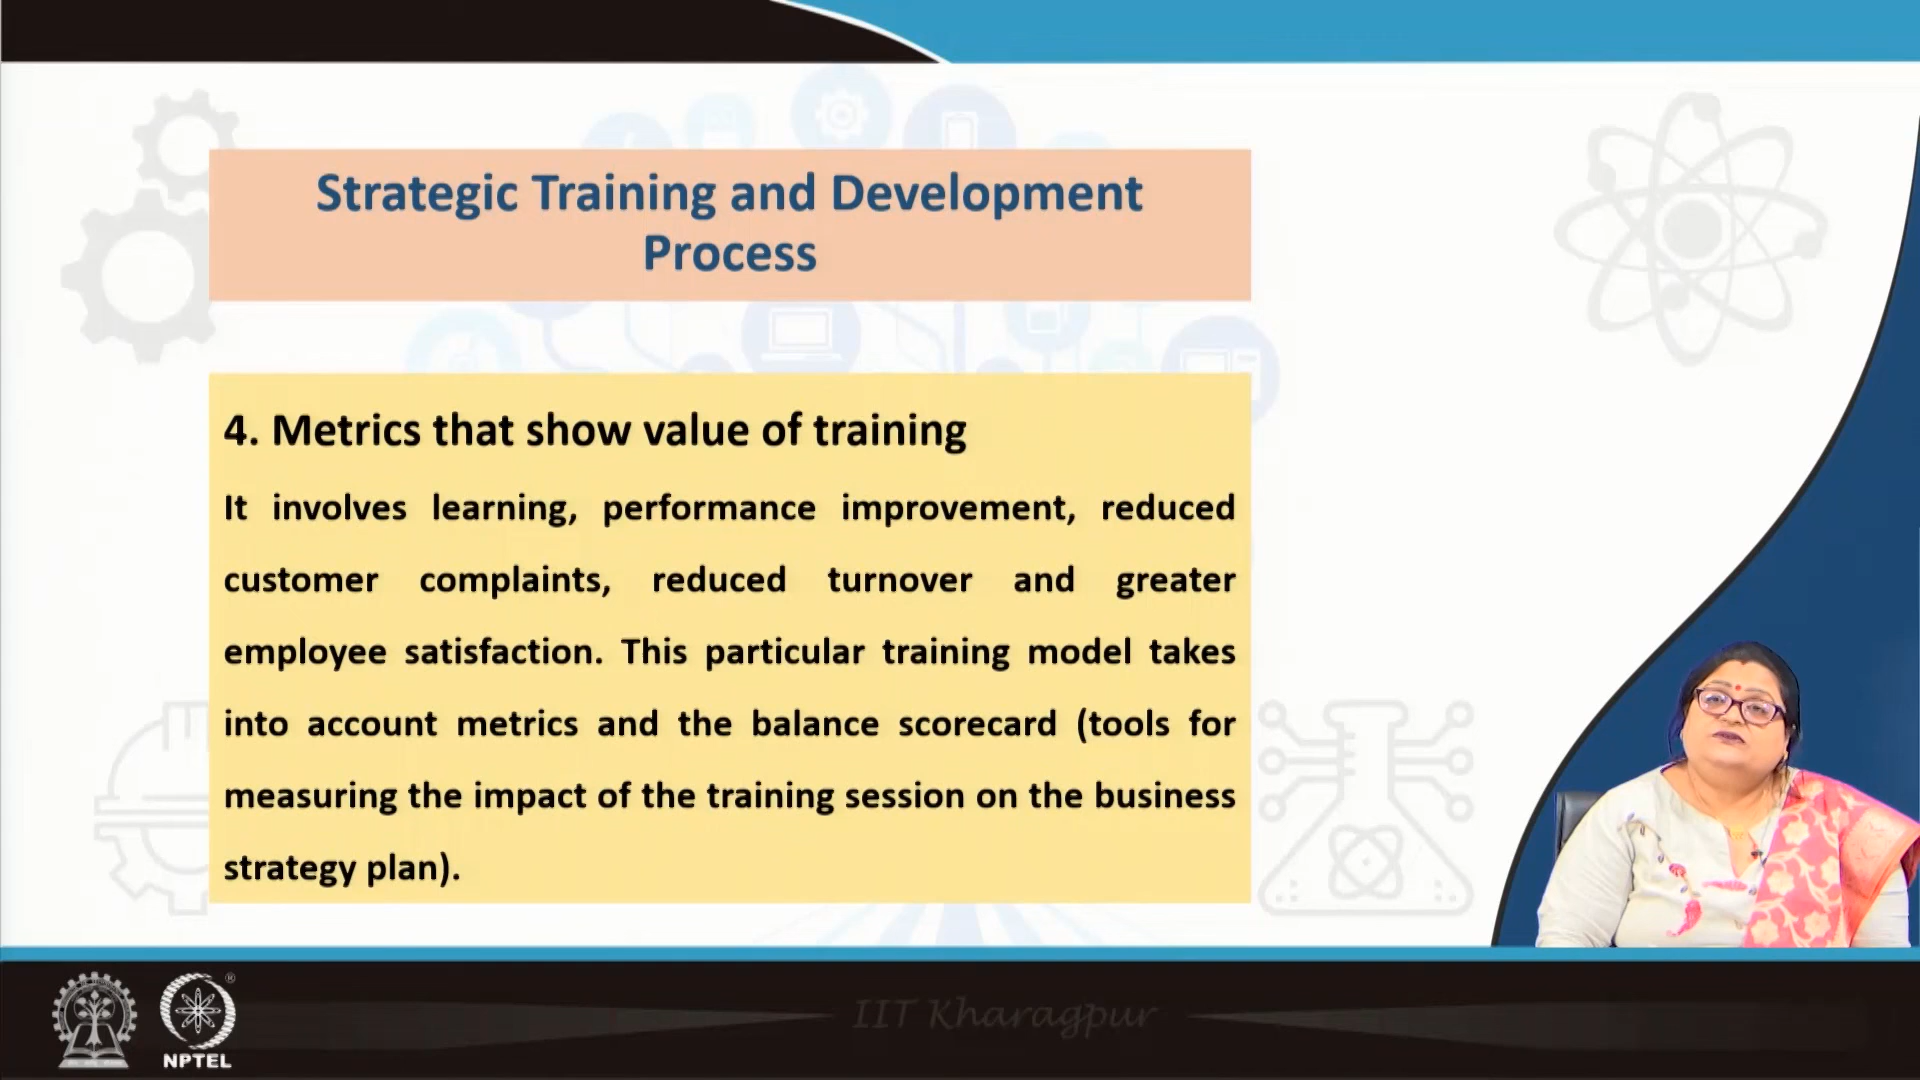 Strategic Training and Development
Process
4. Metrics that show value of training
It involves learning, performance improvement, reduced
customer complaints, reduced turnover and greater
employee satisfaction. This particular training model takes
into account metrics and the balance scorecard (tools for
measuring the impact of the training session on the business
strategy plan).
IIT Kharagpur
®
NPTEL